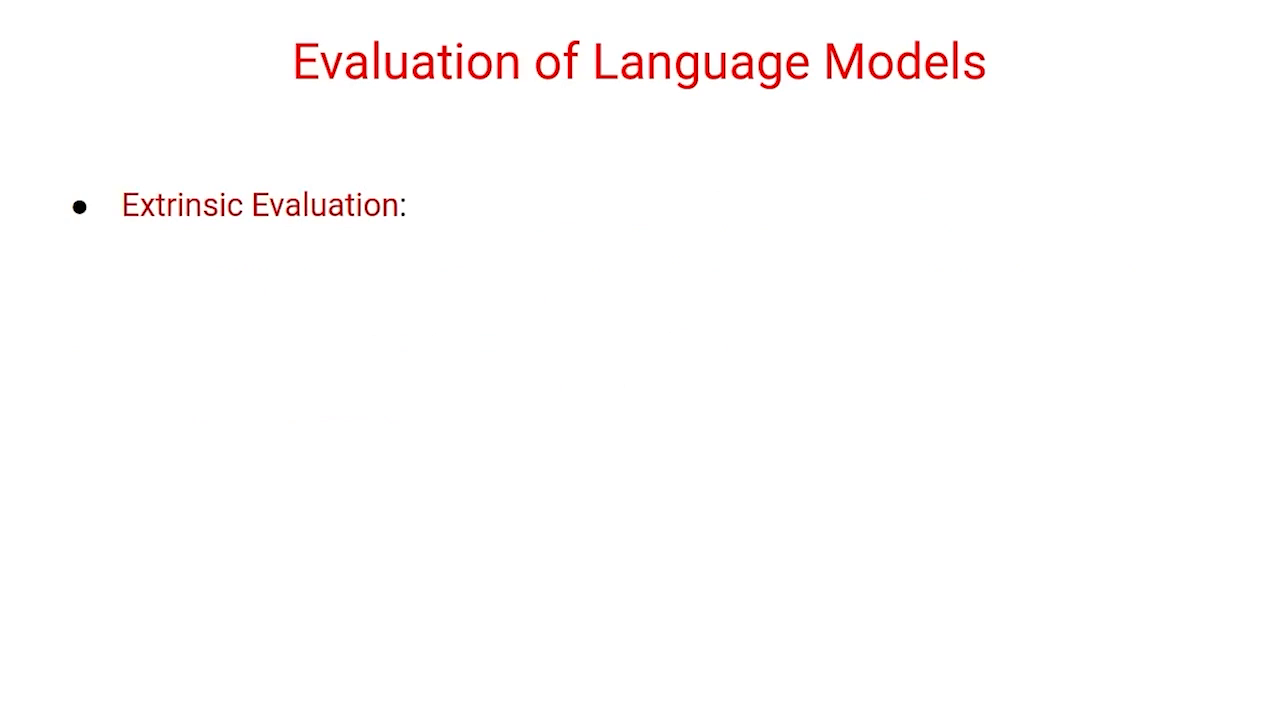 Evaluation of Language Models
● Extrinsic Evaluation: